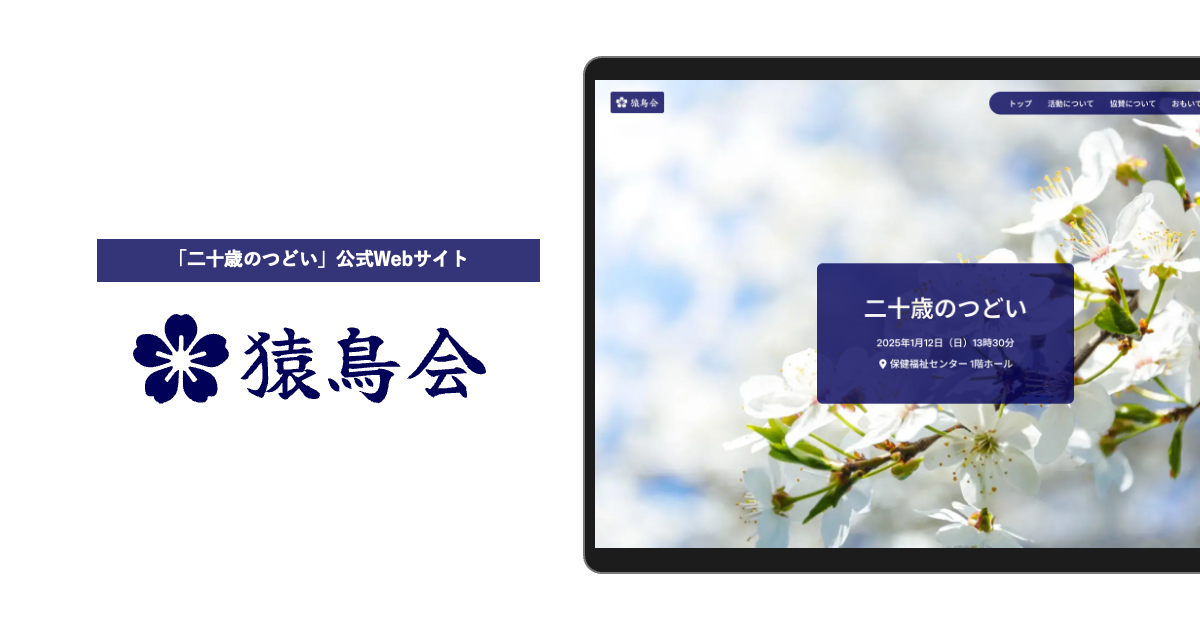 「二十歳のつどい」公式Webサイト
猿鳥会
猿鳥会
トップ 活動について 協賛について おもいで
二十歳のつどい
2025年1月12日（日）13時30分
保健福祉センター 1階ホール